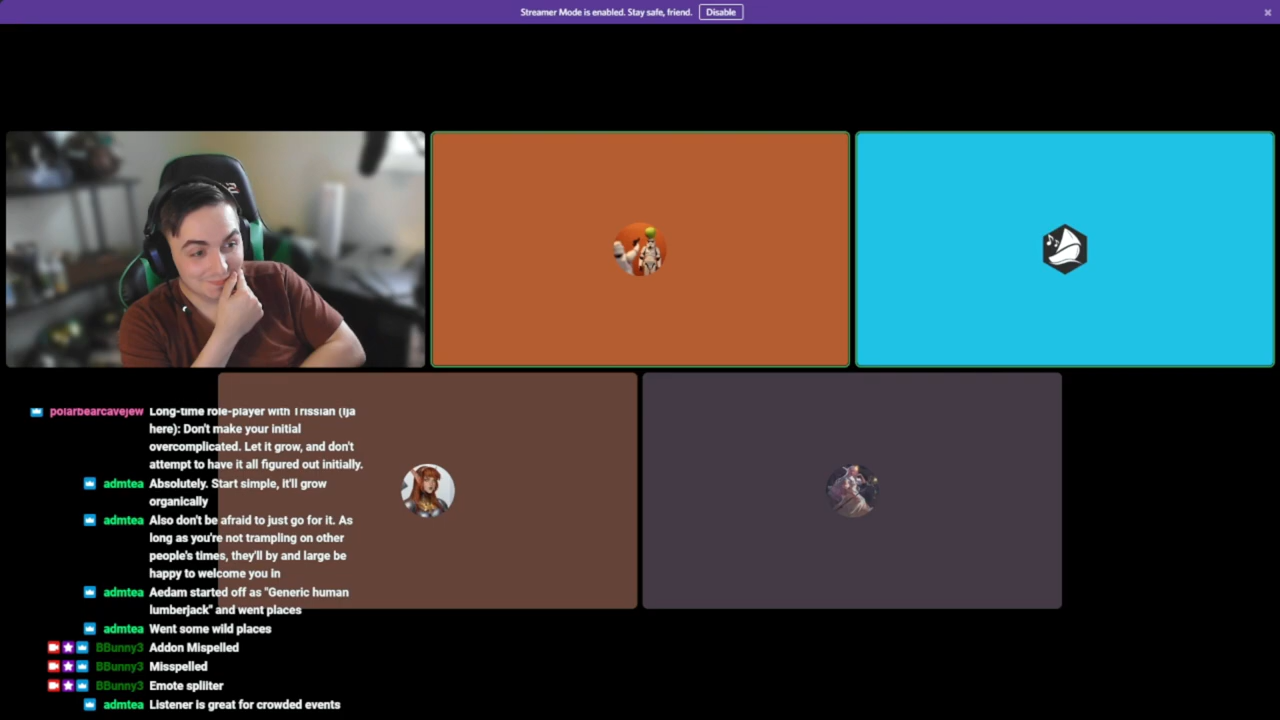 Streamer Mode is enabled. Stay safe, friend. Disable
polarbearcavejew Long-time role-player with Trissian (Ija
here): Don't make your initial
overcomplicated. Let it grow, and don't
attempt to have it all figured out initially.
admtea Absolutely. Start simple, it'll grow
organically
admtea Also don't be afraid to just go for it. As
long as you're not trampling on other
people's times, they'll by and large be
happy to welcome you in
admtea Aedam started off as "Generic human
lumberjack" and went places
admtea Went some wild places
BBunny3 Addon Mispelled
BBunny3 Misspelled
BBunny3 Emote spliiter
admtea Listener is great for crowded events